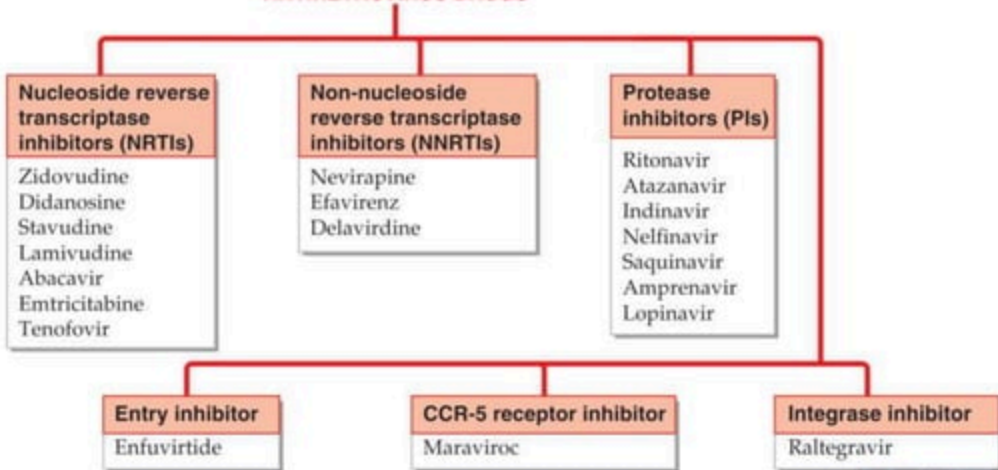 Nucleoside reverse
transcriptase
inhibitors (NRTIs)
Zidovudine
Didanosine
Stavudine
Lamivudine
Abacavir
Emtricitabine
Tenofovir
Non-nucleoside
reverse transcriptase
inhibitors (NNRTIs)
Nevirapine
Efavirenz
Delavirdine
Protease
inhibitors (PIs)
Ritonavir
Atazanavir
Indinavir
Nelfinavir
Saquinavir
Amprenavir
Lopinavir
Entry inhibitor
Enfuvirtide
CCR-5 receptor inhibitor
Maraviroc
Integrase inhibitor
Raltegravir